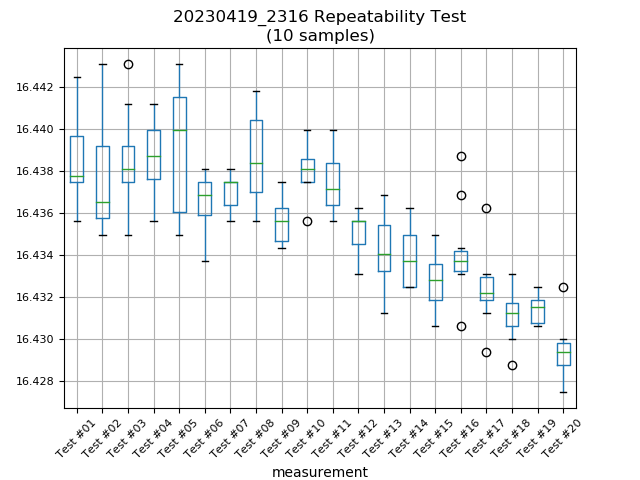 20230419_2316 Repeatability Test
(10 samples)
16.442
16.440
16.438
16.436
16.434
16.432
16.430
16.428
Test #01
Test #02
Test #03
Test #04
Test #05
Test #06
Test #07
Test #08
Test #09
Test #10
Test #11
Test #12
Test #13
Test #14
Test #15
Test #16
Test #17
Test #18
Test #19
Test #20
measurement